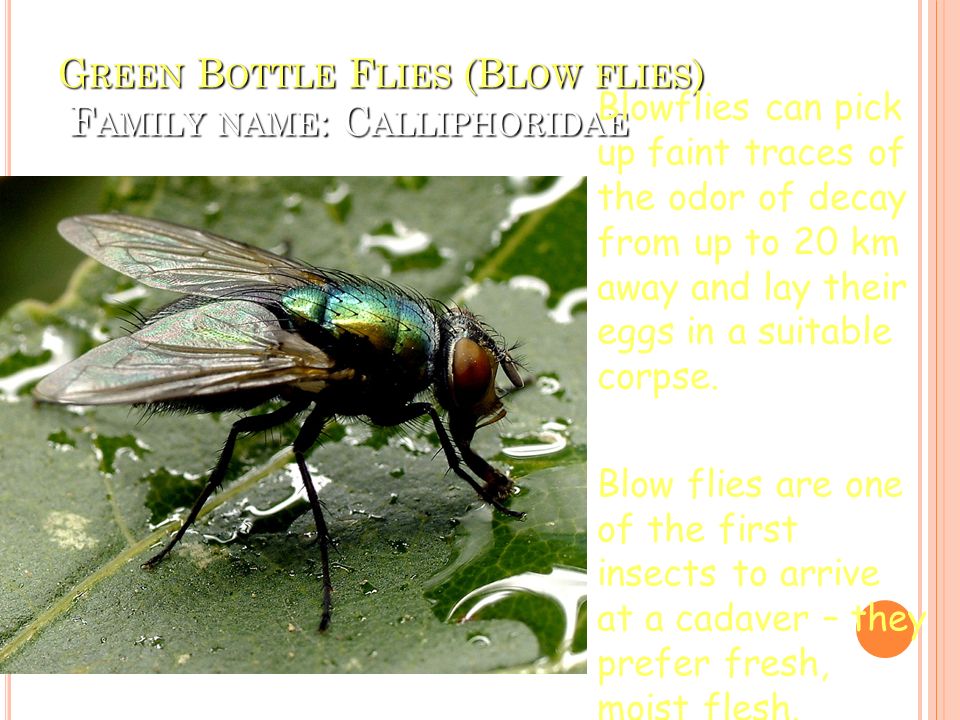 Green Bottle Flies (Blow flies)
Family name: Calliphoridae
Blowflies can pick
up faint traces of
the odor of decay
from up to 20 km
away and lay their
eggs in a suitable
corpse.
Blow flies are one
of the first
insects to arrive
at a cadaver – they
prefer fresh,
moist flesh.